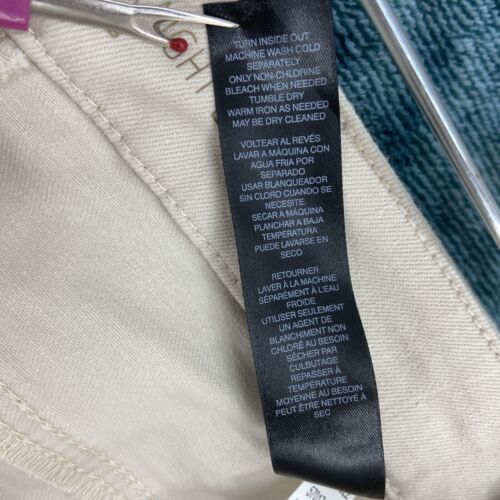 TURN INSIDE OUT
MACHINE WASH COLD
SEPARATELY
ONLY NON-CHLORINE
BLEACH WHEN NEEDED
TUMBLE DRY
WARM IRON AS NEEDED
MAY BE DRY CLEANED
VOLTEAR AL REVÉS
LAVAR A MÁQUINA CON
AGUA FRIA POR
SEPARADO
USAR BLANQUEADOR
SIN CLORO CUANDO SE
NECESITE.
SECAR A MÁQUINA
PLANCHAR A BAJA
TEMPERATURA
PUEDE LAVARSE EN
SECO
RETOURNER
LAVER À LA MACHINE
SÉPARÉMENT À L'EAU
FROIDE
UTILISER SEULEMENT
UN AGENT DE
BLANCHIMENT NON
CHLORÉ AU BESOIN
SÉCHER PAR
CULBUTAGE
REPASSER À
TEMPÉRATURE
MOYENNE AU BESOIN
PEUT ÊTRE NETTOYÉ À
SEC